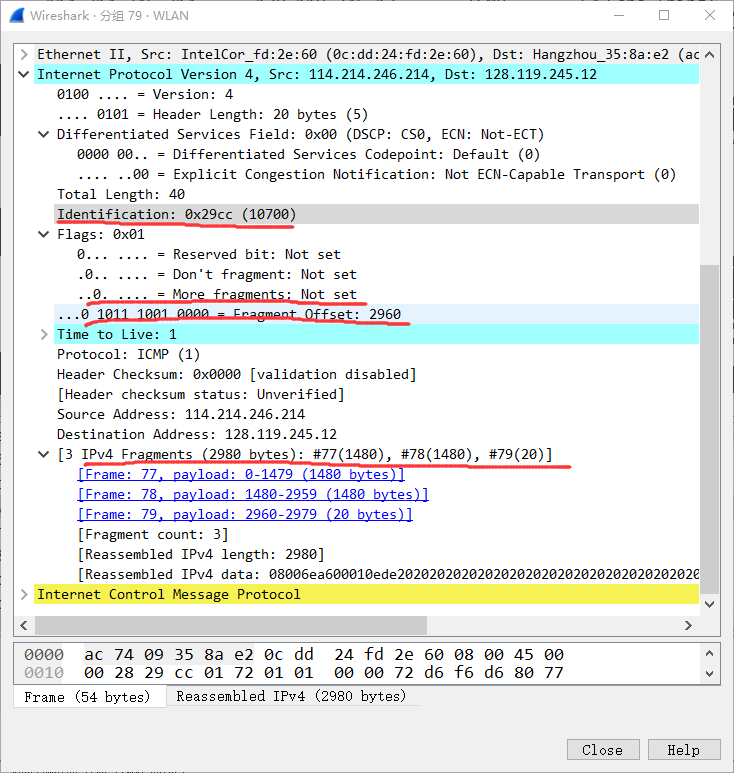 Wireshark · 分组 79 · WLAN
Ethernet II, Src: IntelCor_fd:2e:60 (0c:dd:24:fd:2e:60), Dst: Hangzhou_35:8a:e2 (ac
Internet Protocol Version 4, Src: 114.214.246.214, Dst: 128.119.245.12
0100 .... = Version: 4
.... 0101 = Header Length: 20 bytes (5)
Differentiated Services Field: 0x00 (DSCP: CS0, ECN: Not-ECT)
0000 00.. = Differentiated Services Codepoint: Default (0)
.... ..00 = Explicit Congestion Notification: Not ECN-Capable Transport (0)
Total Length: 40
Identification: 0x29cc (10700)
Flags: 0x01
0... .... = Reserved bit: Not set
.0.. .... = Don't fragment: Not set
..0. .... = More fragments: Not set
...0 1011 1001 0000 = Fragment Offset: 2960
Time to Live: 1
Protocol: ICMP (1)
Header Checksum: 0x0000 [validation disabled]
[Header checksum status: Unverified]
Source Address: 114.214.246.214
Destination Address: 128.119.245.12
[3 IPv4 Fragments (2980 bytes): #77(1480), #78(1480), #79(20)]
[Frame: 77, payload: 0-1479 (1480 bytes)]
[Frame: 78, payload: 1480-2959 (1480 bytes)]
[Frame: 79, payload: 2960-2979 (20 bytes)]
[Fragment count: 3]
[Reassembled IPv4 length: 2980]
[Reassembled IPv4 data: 08006ea600010ede2020202020202020202020202020202020202020
Internet Control Message Protocol
0000 ac 74 09 35 8a e2 0c dd 24 fd 2e 60 08 00 45 00
0010 00 28 29 cc 01 72 01 01 00 00 72 d6 f6 d6 80 77
Frame (54 bytes) Reassembled IPv4 (2980 bytes)
Close Help